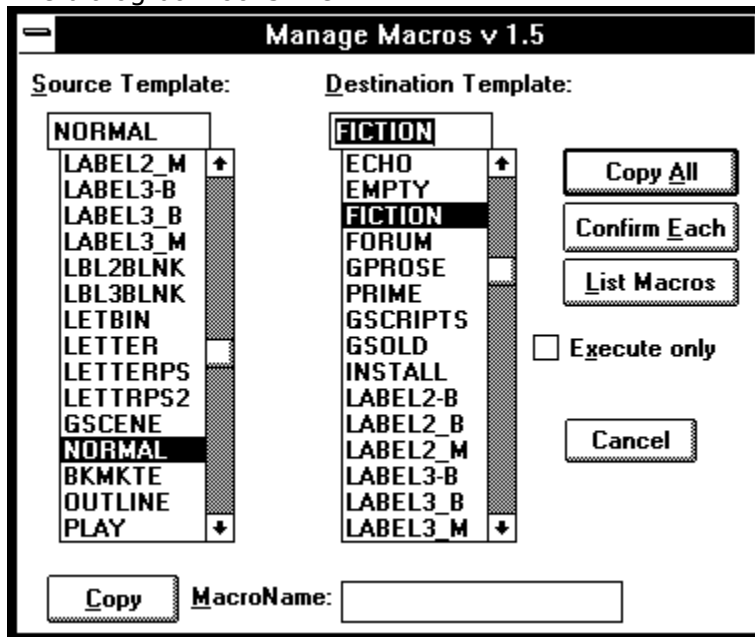 Manage Macros v 1.5
Source Template:
NORMAL
LABEL2_M
LABEL3-B
LABEL3_B
LABEL3_M
LBL2BLNK
LBL3BLNK
LETBIN
LETTER
LETTERPS
LETTRPS2
GSCENE
NORMAL
BKMKTE
OUTLINE
PLAY
Destination Template:
FICTION
ECHO
EMPTY
FICTION
FORUM
GPROSE
PRIME
GSCRIPTS
GSOLD
INSTALL
LABEL2-B
LABEL2_B
LABEL2_M
LABEL3-B
LABEL3_B
LABEL3_M
Copy All
Confirm Each
List Macros
Execute only
Cancel
Copy
MacroName: